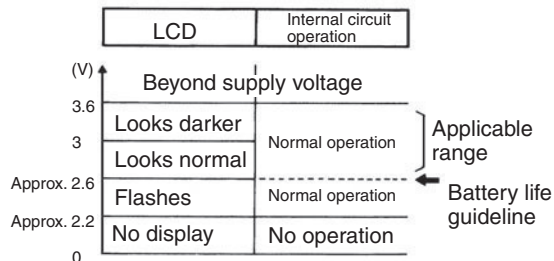 LCD
Internal circuit
operation
(V)
Beyond supply voltage
3.6
Looks darker
Normal operation
Applicable
range
3
Looks normal
Approx. 2.6
Flashes
Normal operation
Battery life
guideline
Approx. 2.2
No display
No operation
0